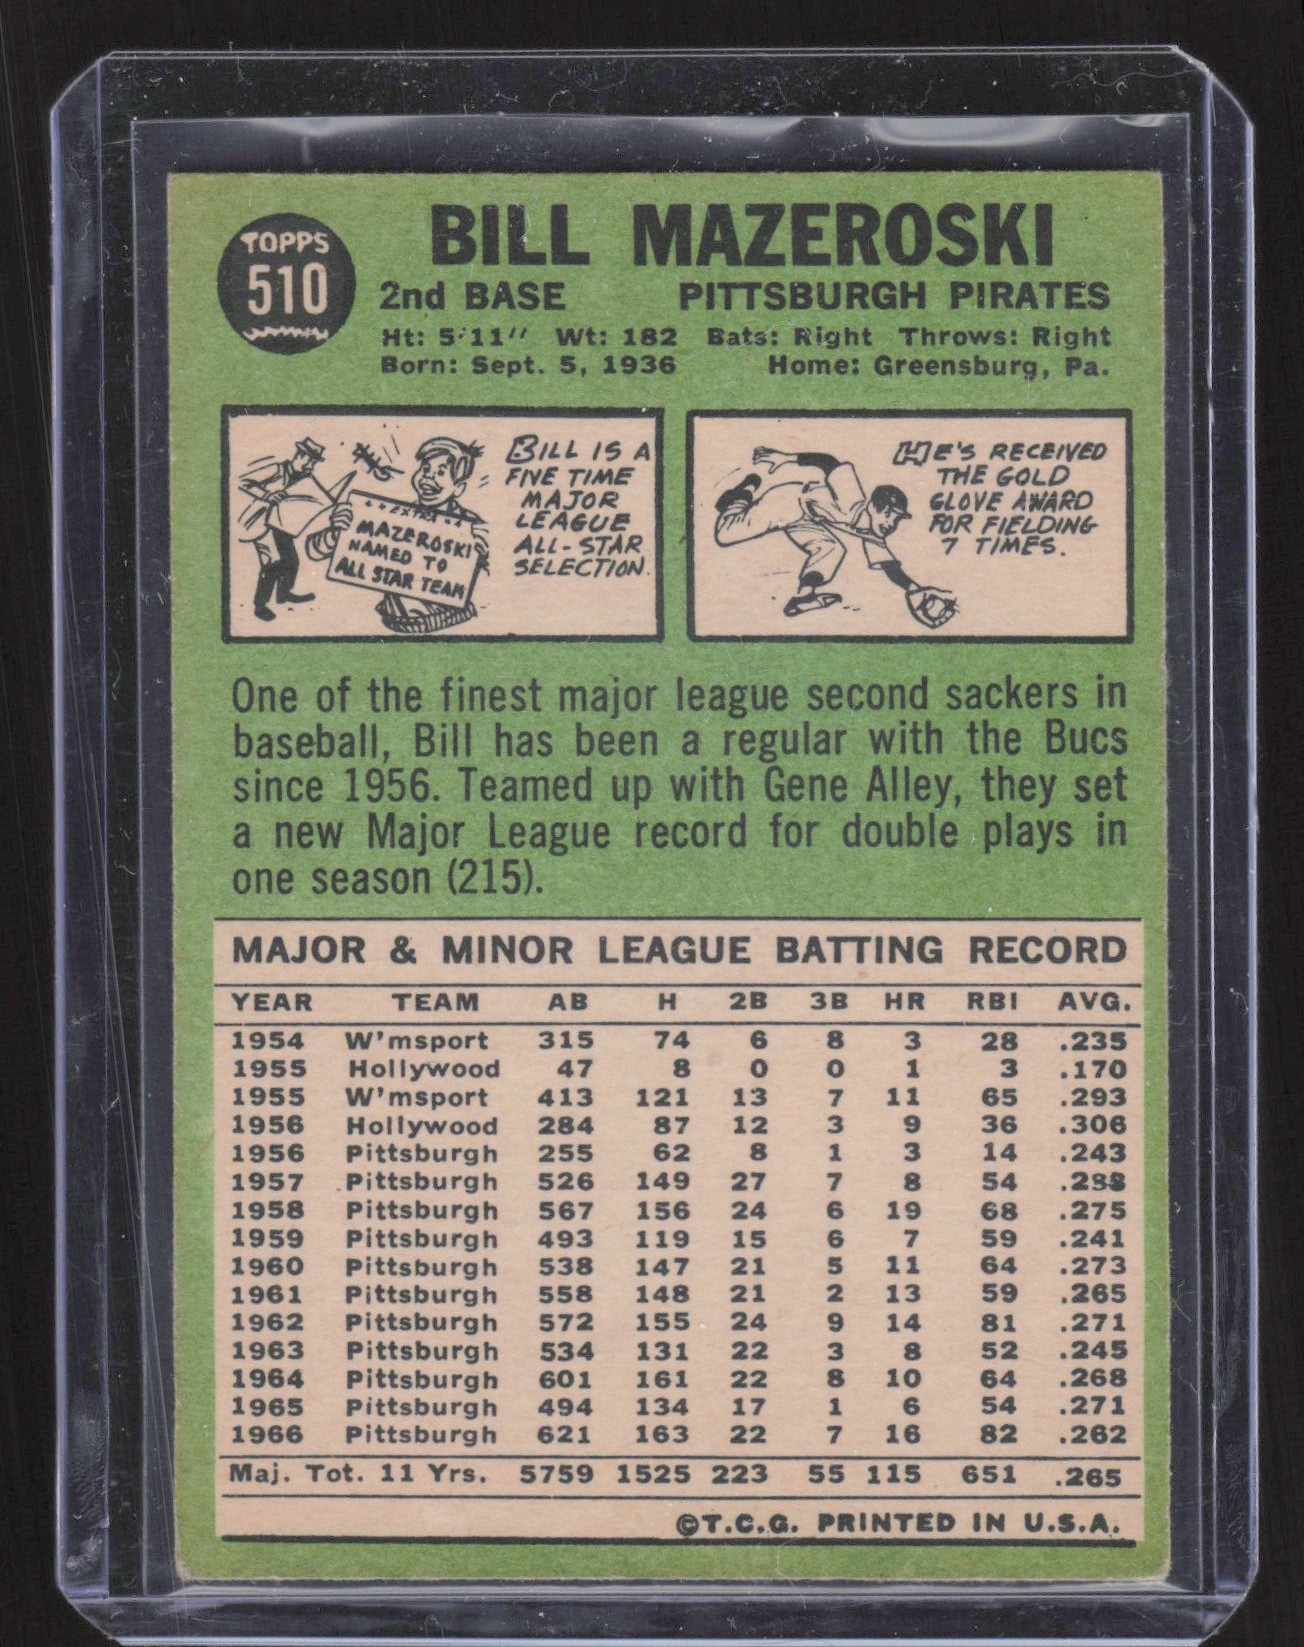 TOPPS
510
BILL MAZEROSKI
2nd BASE PITTSBURGH PIRATES
Ht: 5'11" Wt: 182 Bats: Right Throws: Right
Born: Sept. 5, 1936 Home: Greensburg, Pa.
EXTRA
MAZEROSKI
NAMED TO
ALL STAR TEAM
BILL IS A
FIVE TIME
MAJOR
LEAGUE
ALL-STAR
SELECTION.
HE'S RECEIVED
THE GOLD
GLOVE AWARD
FOR FIELDING
7 TIMES.
One of the finest major league second sackers in
baseball, Bill has been a regular with the Bucs
since 1956. Teamed up with Gene Alley, they set
a new Major League record for double plays in
one season (215).
MAJOR & MINOR LEAGUE BATTING RECORD
YEAR TEAM AB H 2B 3B HR RBI AVG.
1954 W'msport 315 74 6 8 3 28 .235
1955 Hollywood 47 8 0 0 1 3 .170
1955 W'msport 413 121 13 7 11 65 .293
1956 Hollywood 284 87 12 3 9 36 .306
1956 Pittsburgh 255 62 8 1 3 14 .243
1957 Pittsburgh 526 149 27 7 8 54 .283
1958 Pittsburgh 567 156 24 6 19 68 .275
1959 Pittsburgh 493 119 15 6 7 59 .241
1960 Pittsburgh 538 147 21 5 11 64 .273
1961 Pittsburgh 558 148 21 2 13 59 .265
1962 Pittsburgh 572 155 24 9 14 81 .271
1963 Pittsburgh 534 131 22 3 8 52 .245
1964 Pittsburgh 601 161 22 8 10 64 .268
1965 Pittsburgh 494 134 17 1 6 54 .271
1966 Pittsburgh 621 163 22 7 16 82 .262
Maj. Tot. 11 Yrs. 5759 1525 223 55 115 651 .265
©T.C.G. PRINTED IN U.S.A.